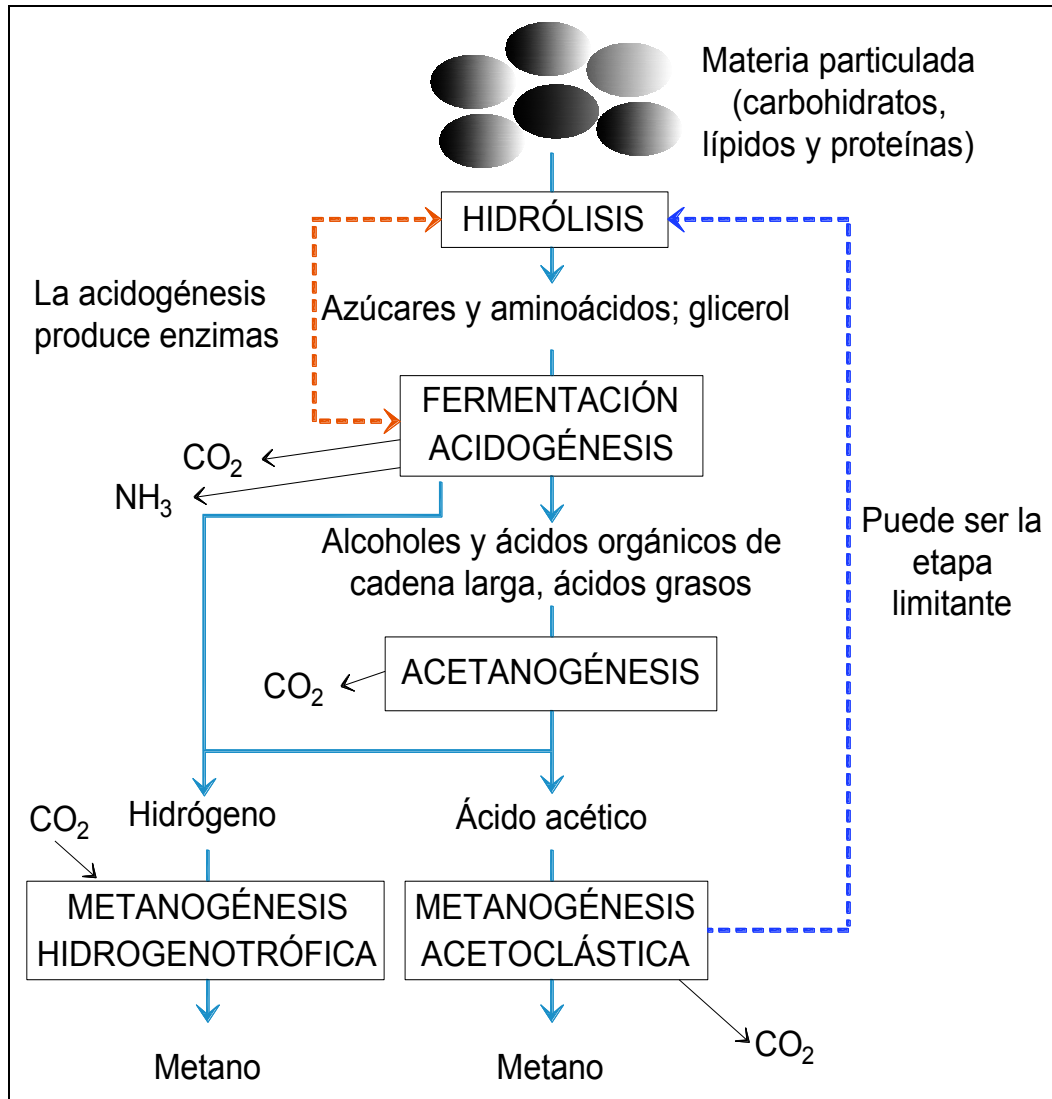 Materia particulada
(carbohidratos,
lípidos y proteínas)
HIDRÓLISIS
La acidogénesis
produce enzimas
Azúcares y aminoácidos; glicerol
FERMENTACIÓN
ACIDOGÉNESIS
CO₂
NH₃
Alcoholes y ácidos orgánicos de
cadena larga, ácidos grasos
Puede ser la
etapa
limitante
ACETANOGÉNESIS
CO₂
CO₂
Hidrógeno
Ácido acético
METANOGÉNESIS
HIDROGENOTRÓFICA
METANOGÉNESIS
ACETOCLÁSTICA
Metano
Metano
CO₂